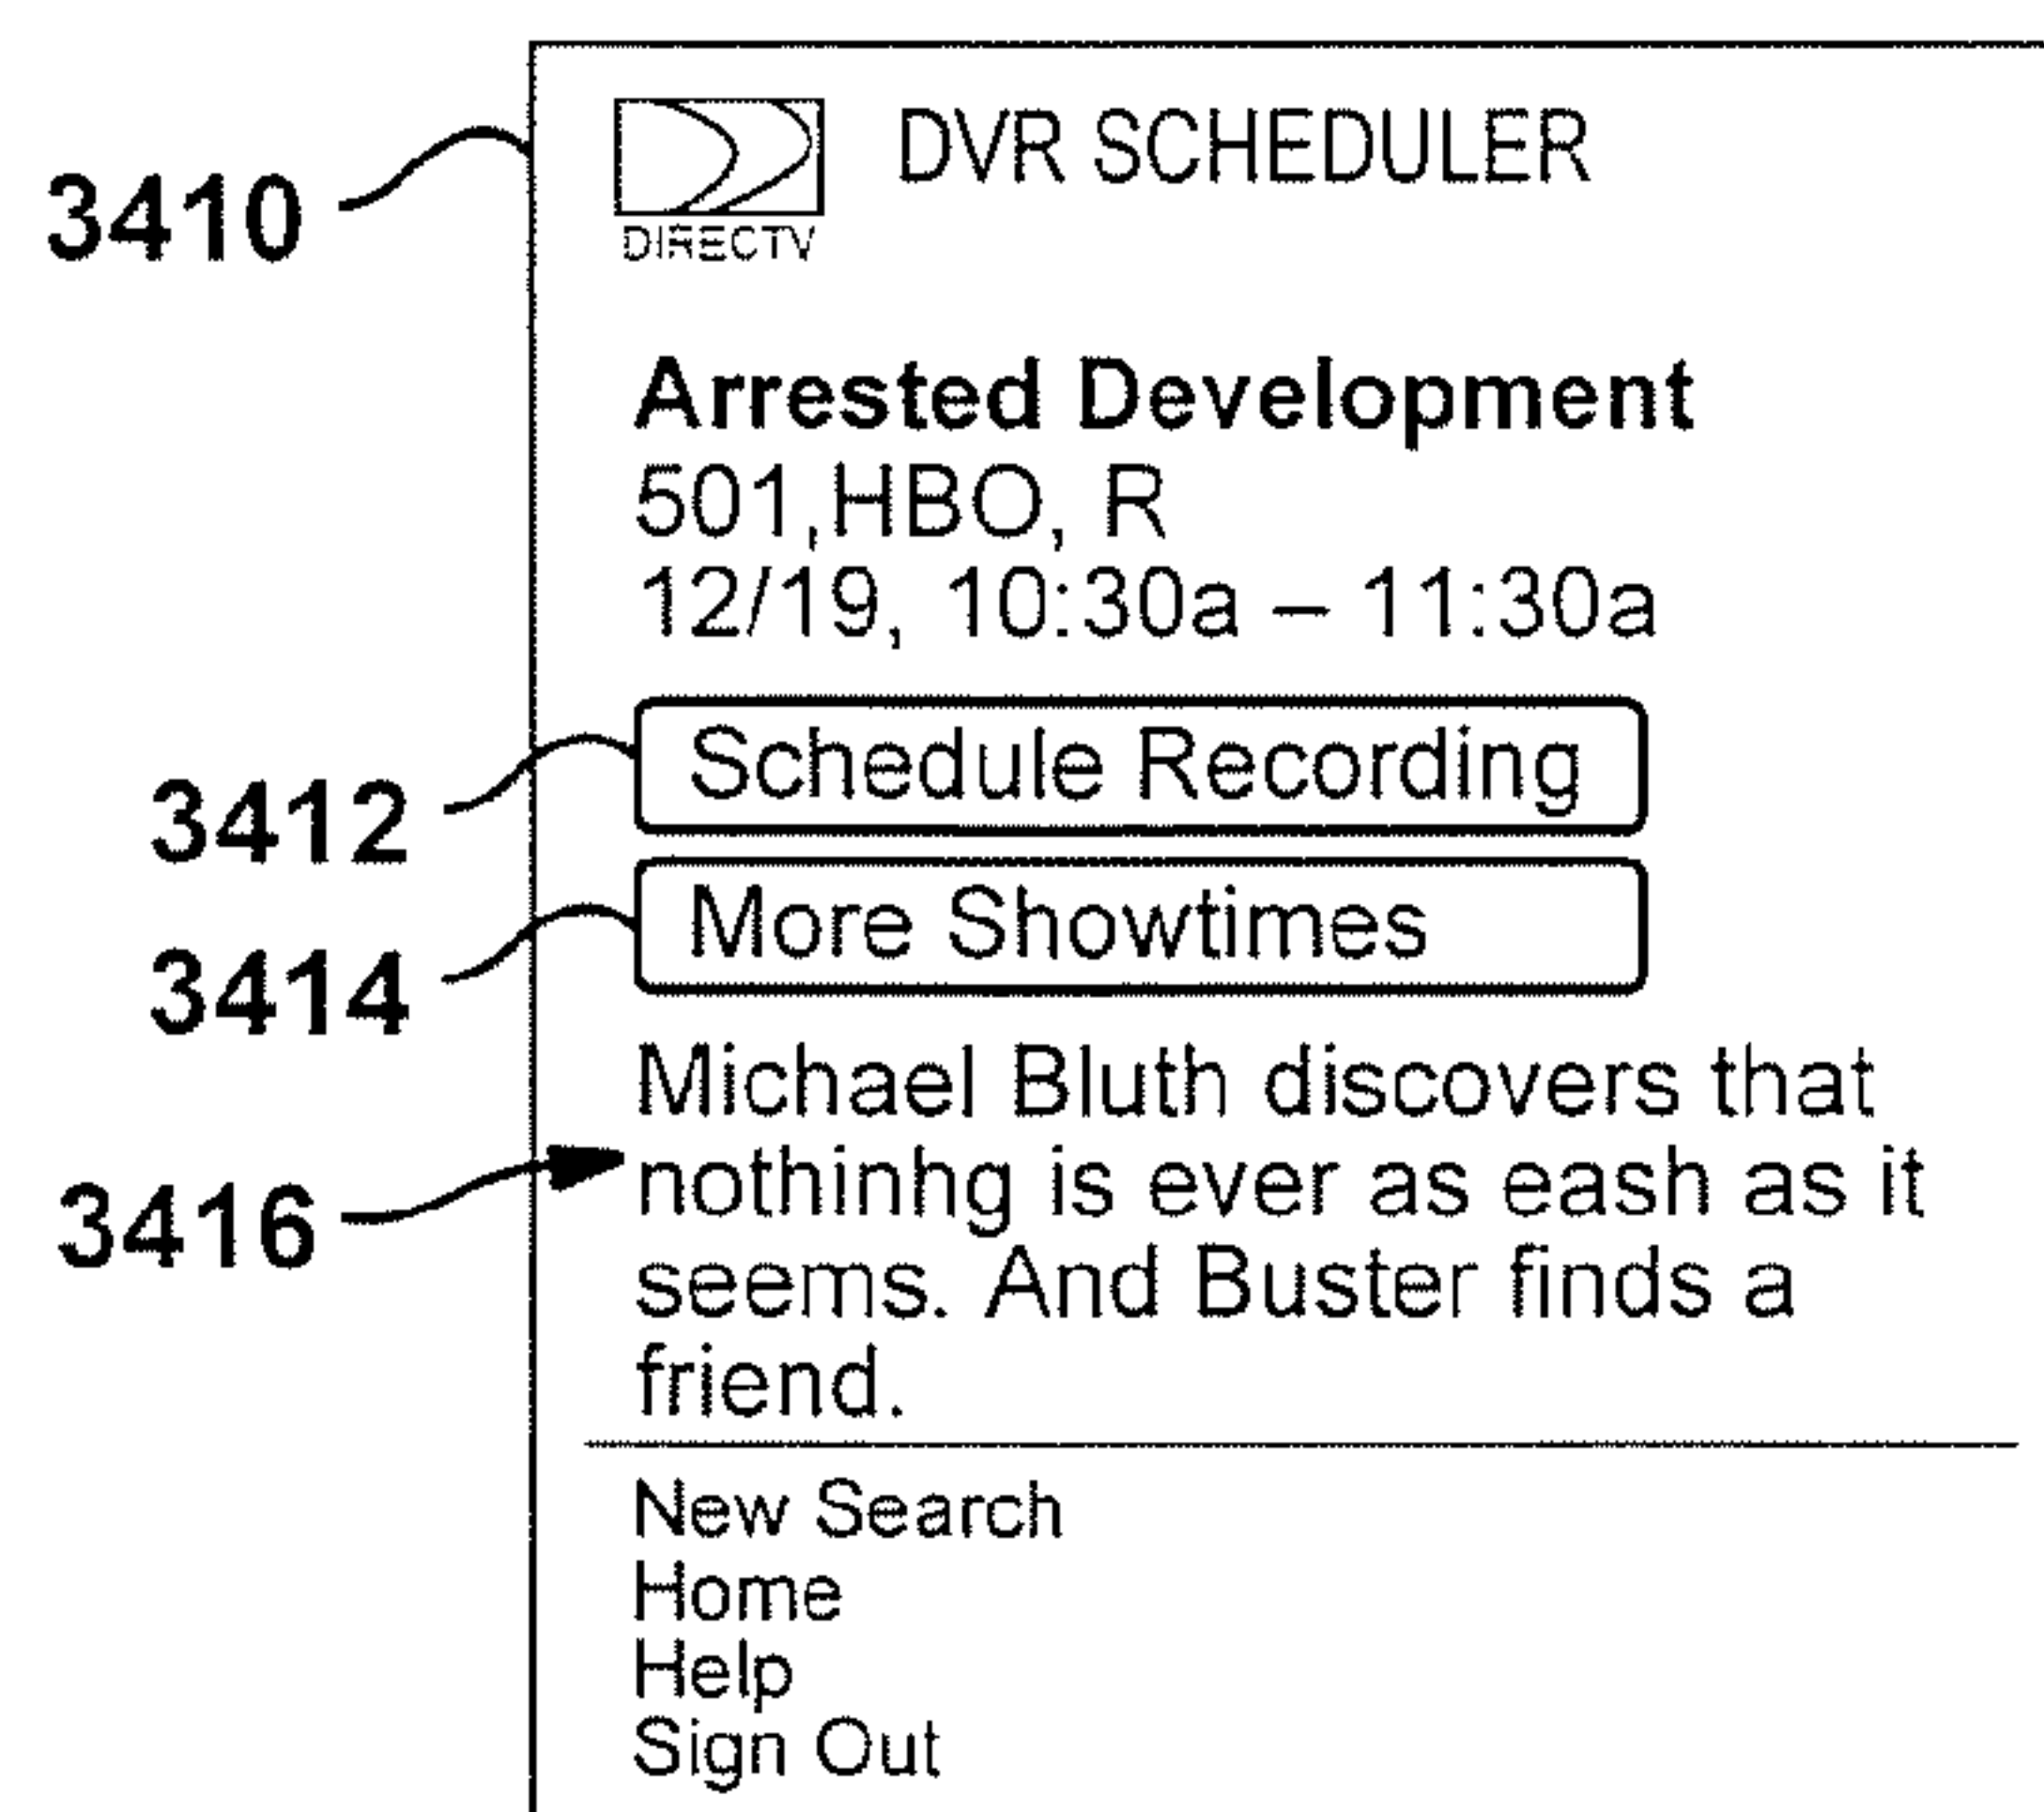 3410
DIRECTV
DVR SCHEDULER
Arrested Development
501,HBO, R
12/19, 10:30a – 11:30a
3412
Schedule Recording
3414
More Showtimes
Michael Bluth discovers that
3416
nothinhg is ever as eash as it
seems. And Buster finds a
friend.
New Search
Home
Help
Sign Out